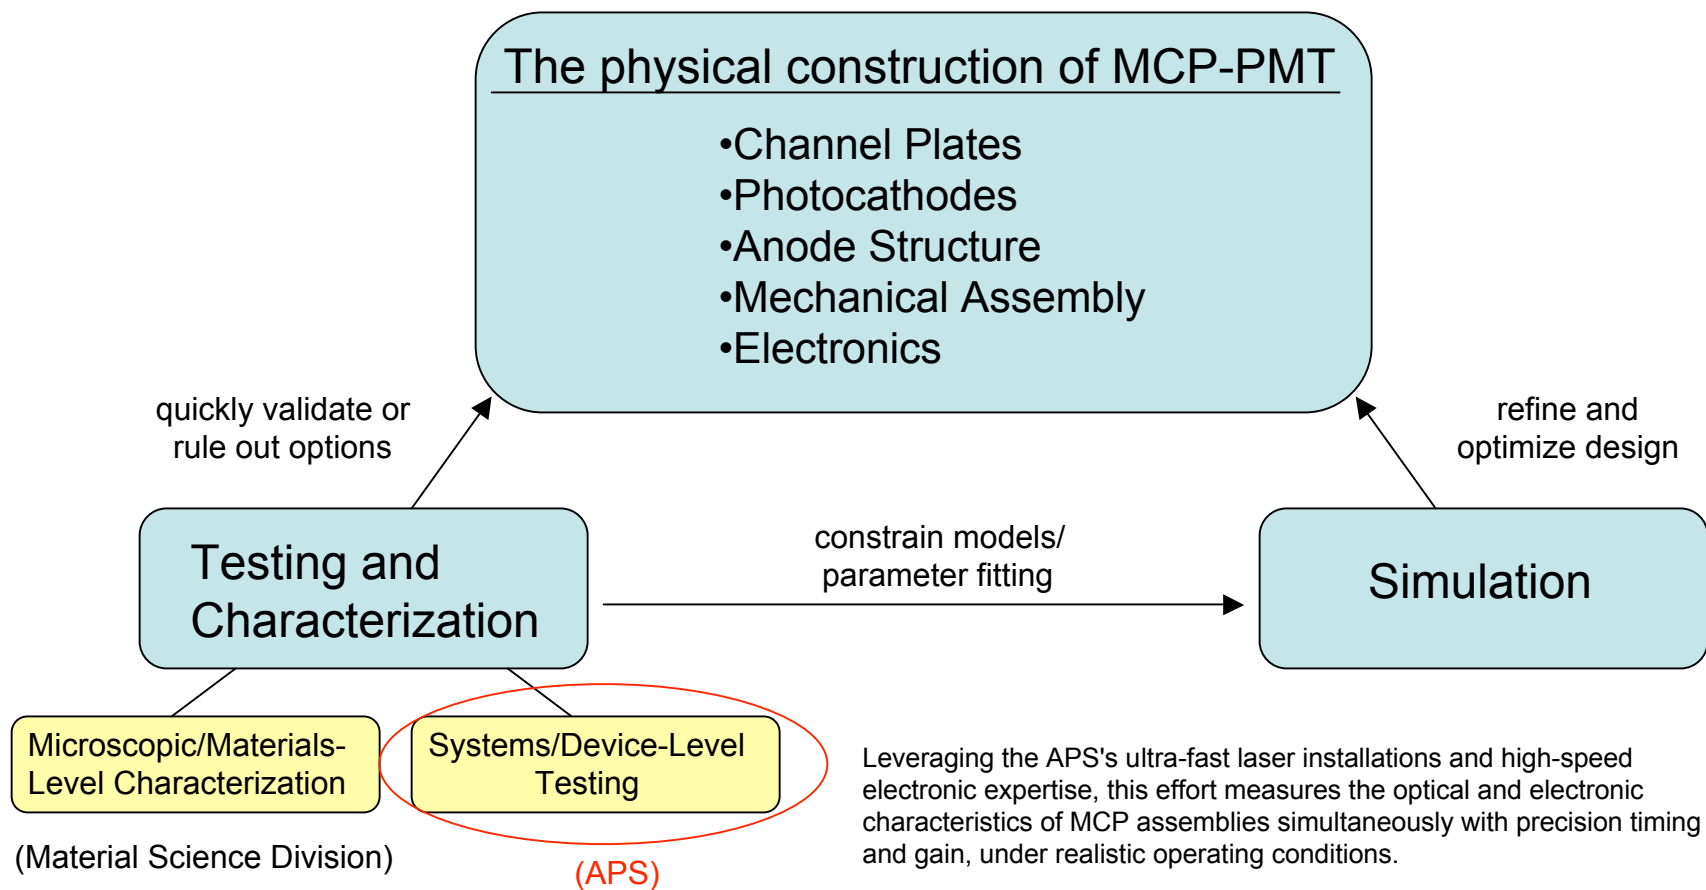 The physical construction of MCP-PMT
•Channel Plates
•Photocathodes
•Anode Structure
•Mechanical Assembly
•Electronics
quickly validate or
rule out options
refine and
optimize design
Testing and
Characterization
constrain models/
parameter fitting
Simulation
Microscopic/Materials-
Level Characterization
Systems/Device-Level
Testing
(Material Science Division)
(APS)
Leveraging the APS's ultra-fast laser installations and high-speed
electronic expertise, this effort measures the optical and electronic
characteristics of MCP assemblies simultaneously with precision timing
and gain, under realistic operating conditions.